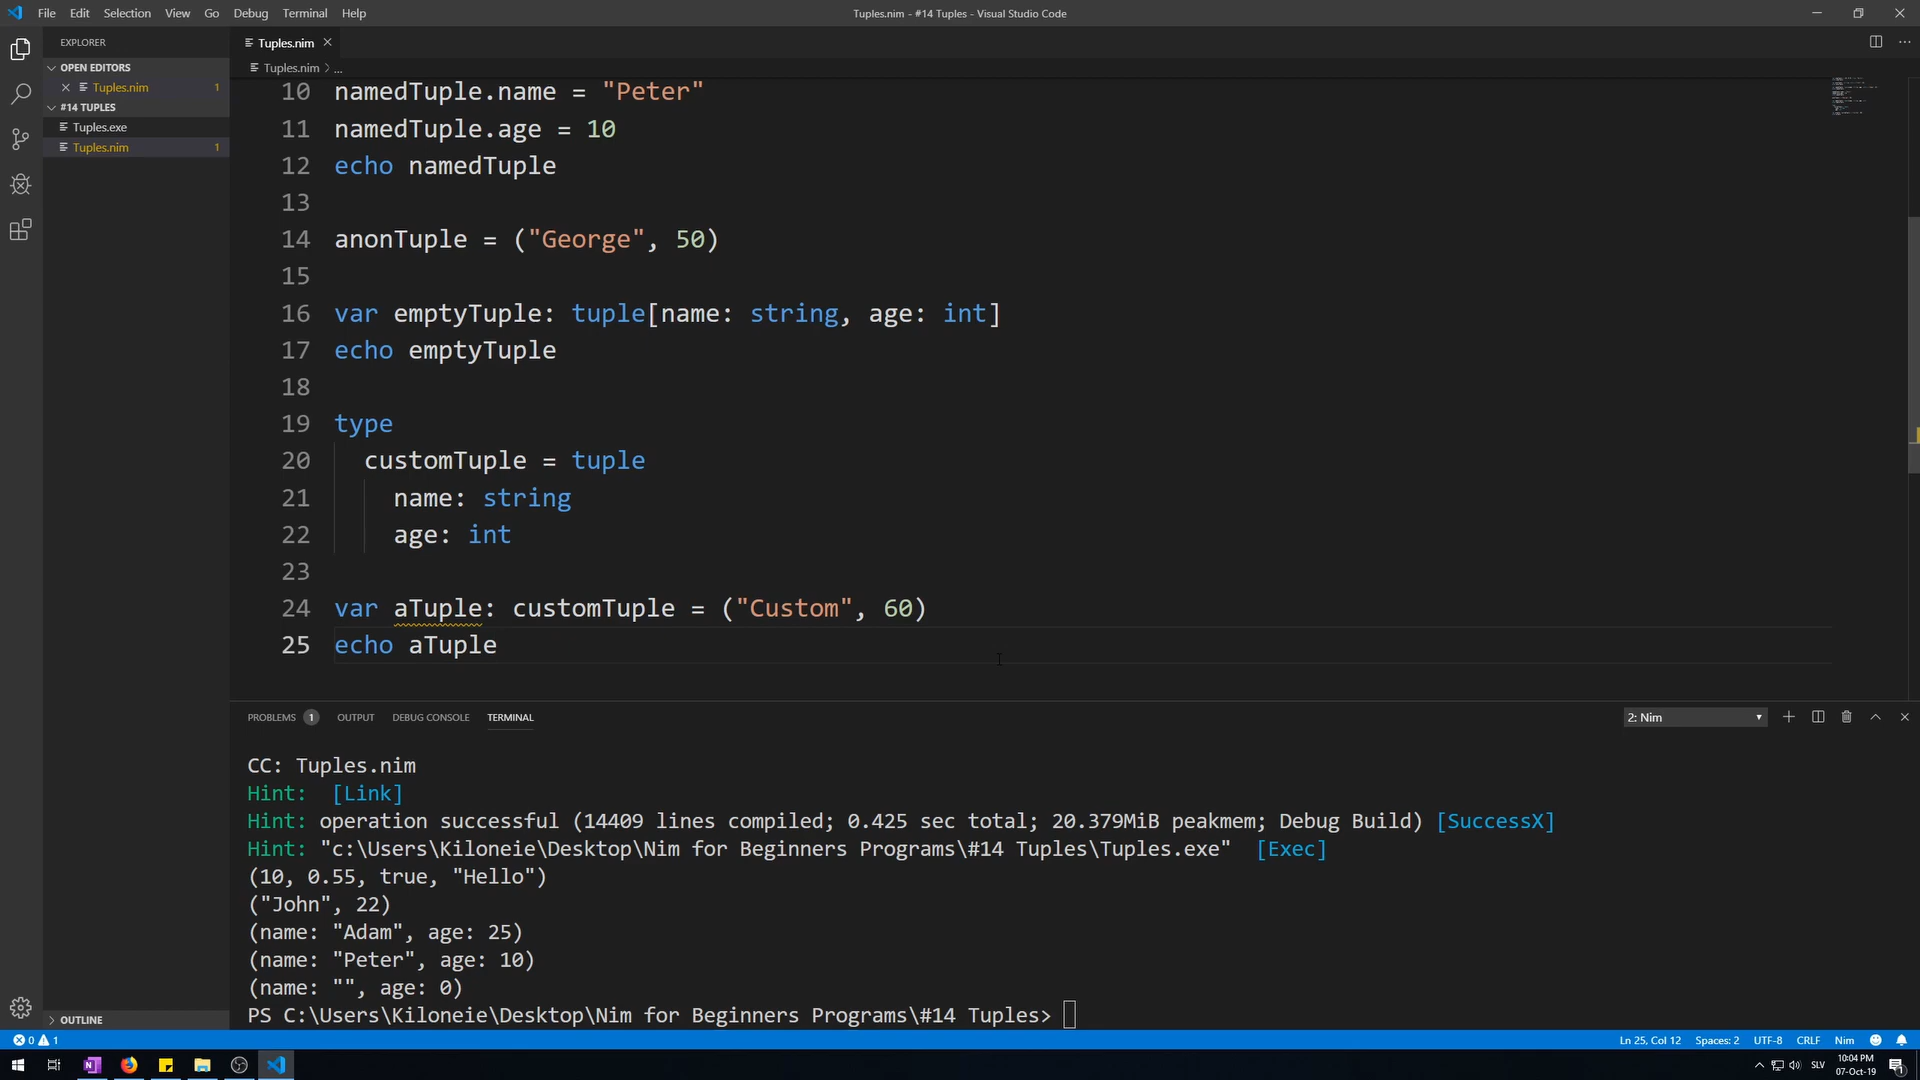 File Edit Selection View Go Debug Terminal Help
Tuples.nim - #14 Tuples - Visual Studio Code
EXPLORER
OPEN EDITORS
Tuples.nim 1
#14 TUPLES
Tuples.exe
Tuples.nim 1
OUTLINE
Tuples.nim
Tuples.nim > ...
10 namedTuple.name = "Peter"
11 namedTuple.age = 10
12 echo namedTuple
13
14 anonTuple = ("George", 50)
15
16 var emptyTuple: tuple[name: string, age: int]
17 echo emptyTuple
18
19 type
20 customTuple = tuple
21 name: string
22 age: int
23
24 var aTuple: customTuple = ("Custom", 60)
25 echo aTuple
PROBLEMS 1 OUTPUT DEBUG CONSOLE TERMINAL
2: Nim
CC: Tuples.nim
Hint: [Link]
Hint: operation successful (14409 lines compiled; 0.425 sec total; 20.379MiB peakmem; Debug Build) [SuccessX]
Hint: "c:\Users\Kiloneie\Desktop\Nim for Beginners Programs\#14 Tuples\Tuples.exe" [Exec]
(10, 0.55, true, "Hello")
("John", 22)
(name: "Adam", age: 25)
(name: "Peter", age: 10)
(name: "", age: 0)
PS C:\Users\Kiloneie\Desktop\Nim for Beginners Programs\#14 Tuples>
0 1
Ln 25, Col 12 Spaces: 2 UTF-8 CRLF Nim
SLV
10:04 PM
07-Oct-19